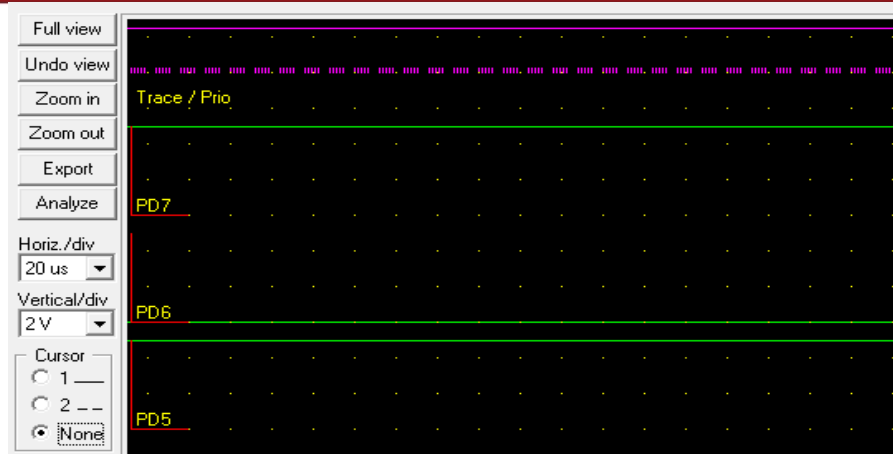 Full view
Undo view
Zoom in
Zoom out
Export
Analyze
Horiz./div
20 us
Vertical/div
2 V
Cursor
1
2
None
Trace / Prio
PD7
PD6
PD5